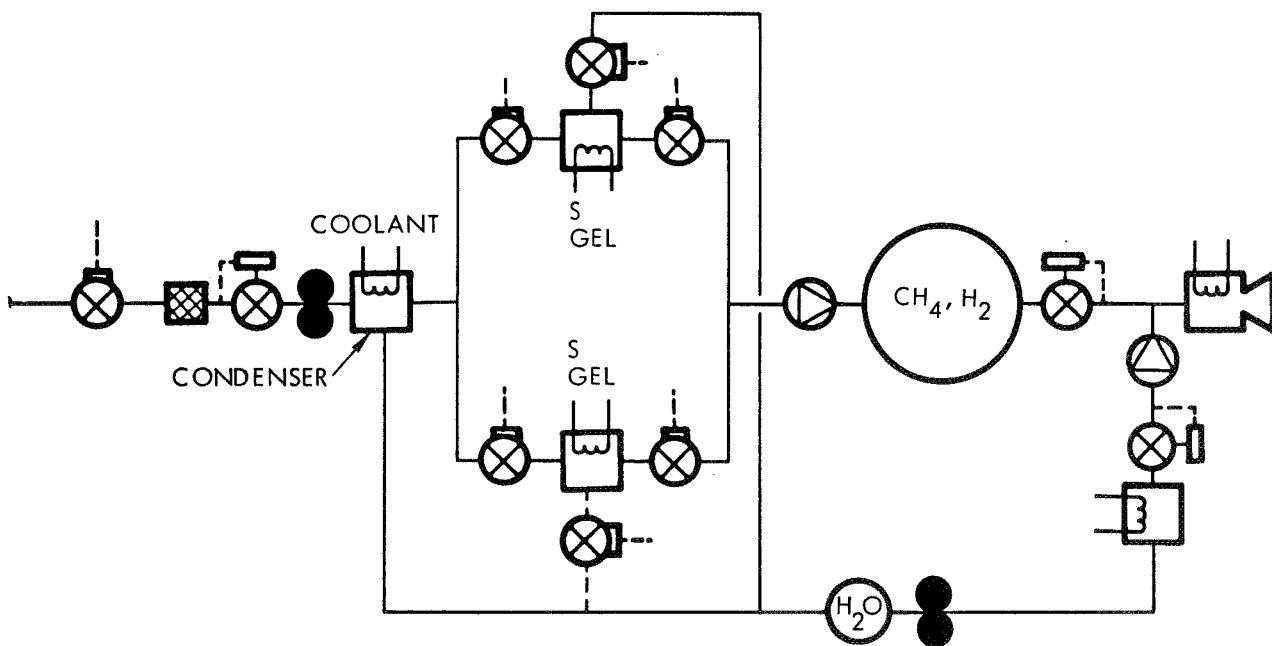 COOLANT
S
GEL
CONDENSER
S
GEL
CH₄, H₂
H₂O